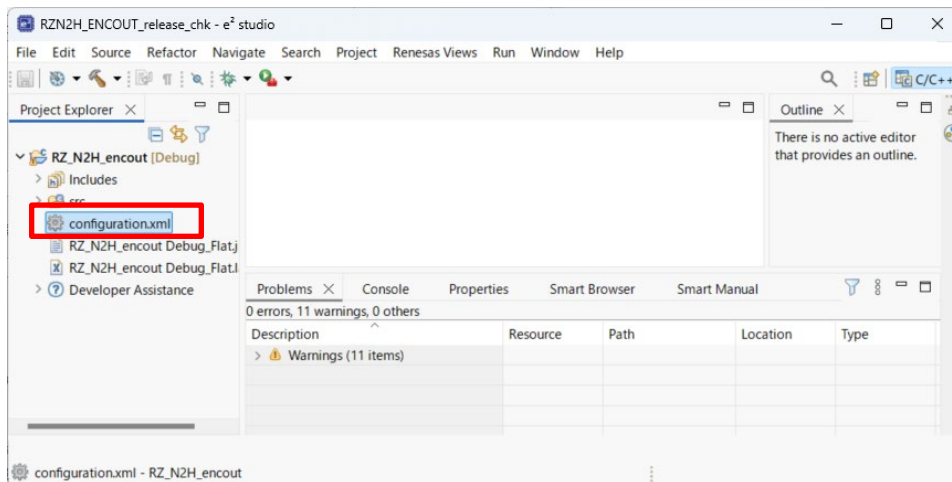 RZN2H_ENCOUT_release_chk - e² studio
File Edit Source Refactor Navigate Search Project Renesas Views Run Window Help
C/C++
Project Explorer
RZ_N2H_encout [Debug]
Includes
src
configuration.xml
RZ_N2H_encout Debug_Flat.j
RZ_N2H_encout Debug_Flat.l
Developer Assistance
Outline
There is no active editor
that provides an outline.
Problems Console Properties Smart Browser Smart Manual
0 errors, 11 warnings, 0 others
Description Resource Path Location Type
Warnings (11 items)
configuration.xml - RZ_N2H_encout